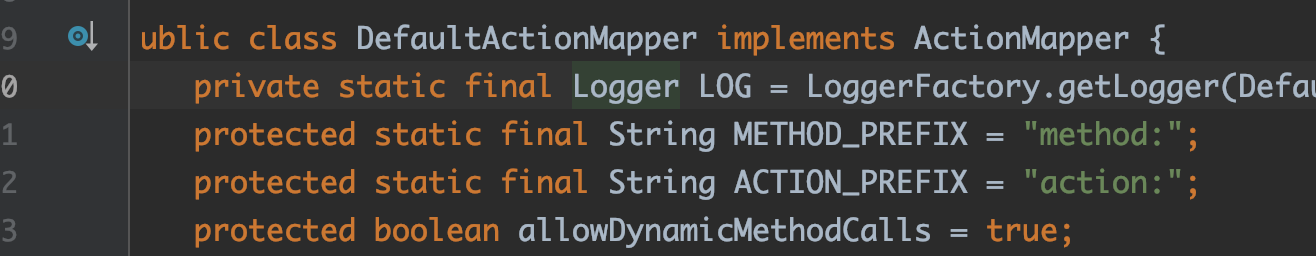 9 ublic class DefaultActionMapper implements ActionMapper {
0 private static final Logger LOG = LoggerFactory.getLogger(Defau
1 protected static final String METHOD_PREFIX = "method:";
2 protected static final String ACTION_PREFIX = "action:";
3 protected boolean allowDynamicMethodCalls = true;